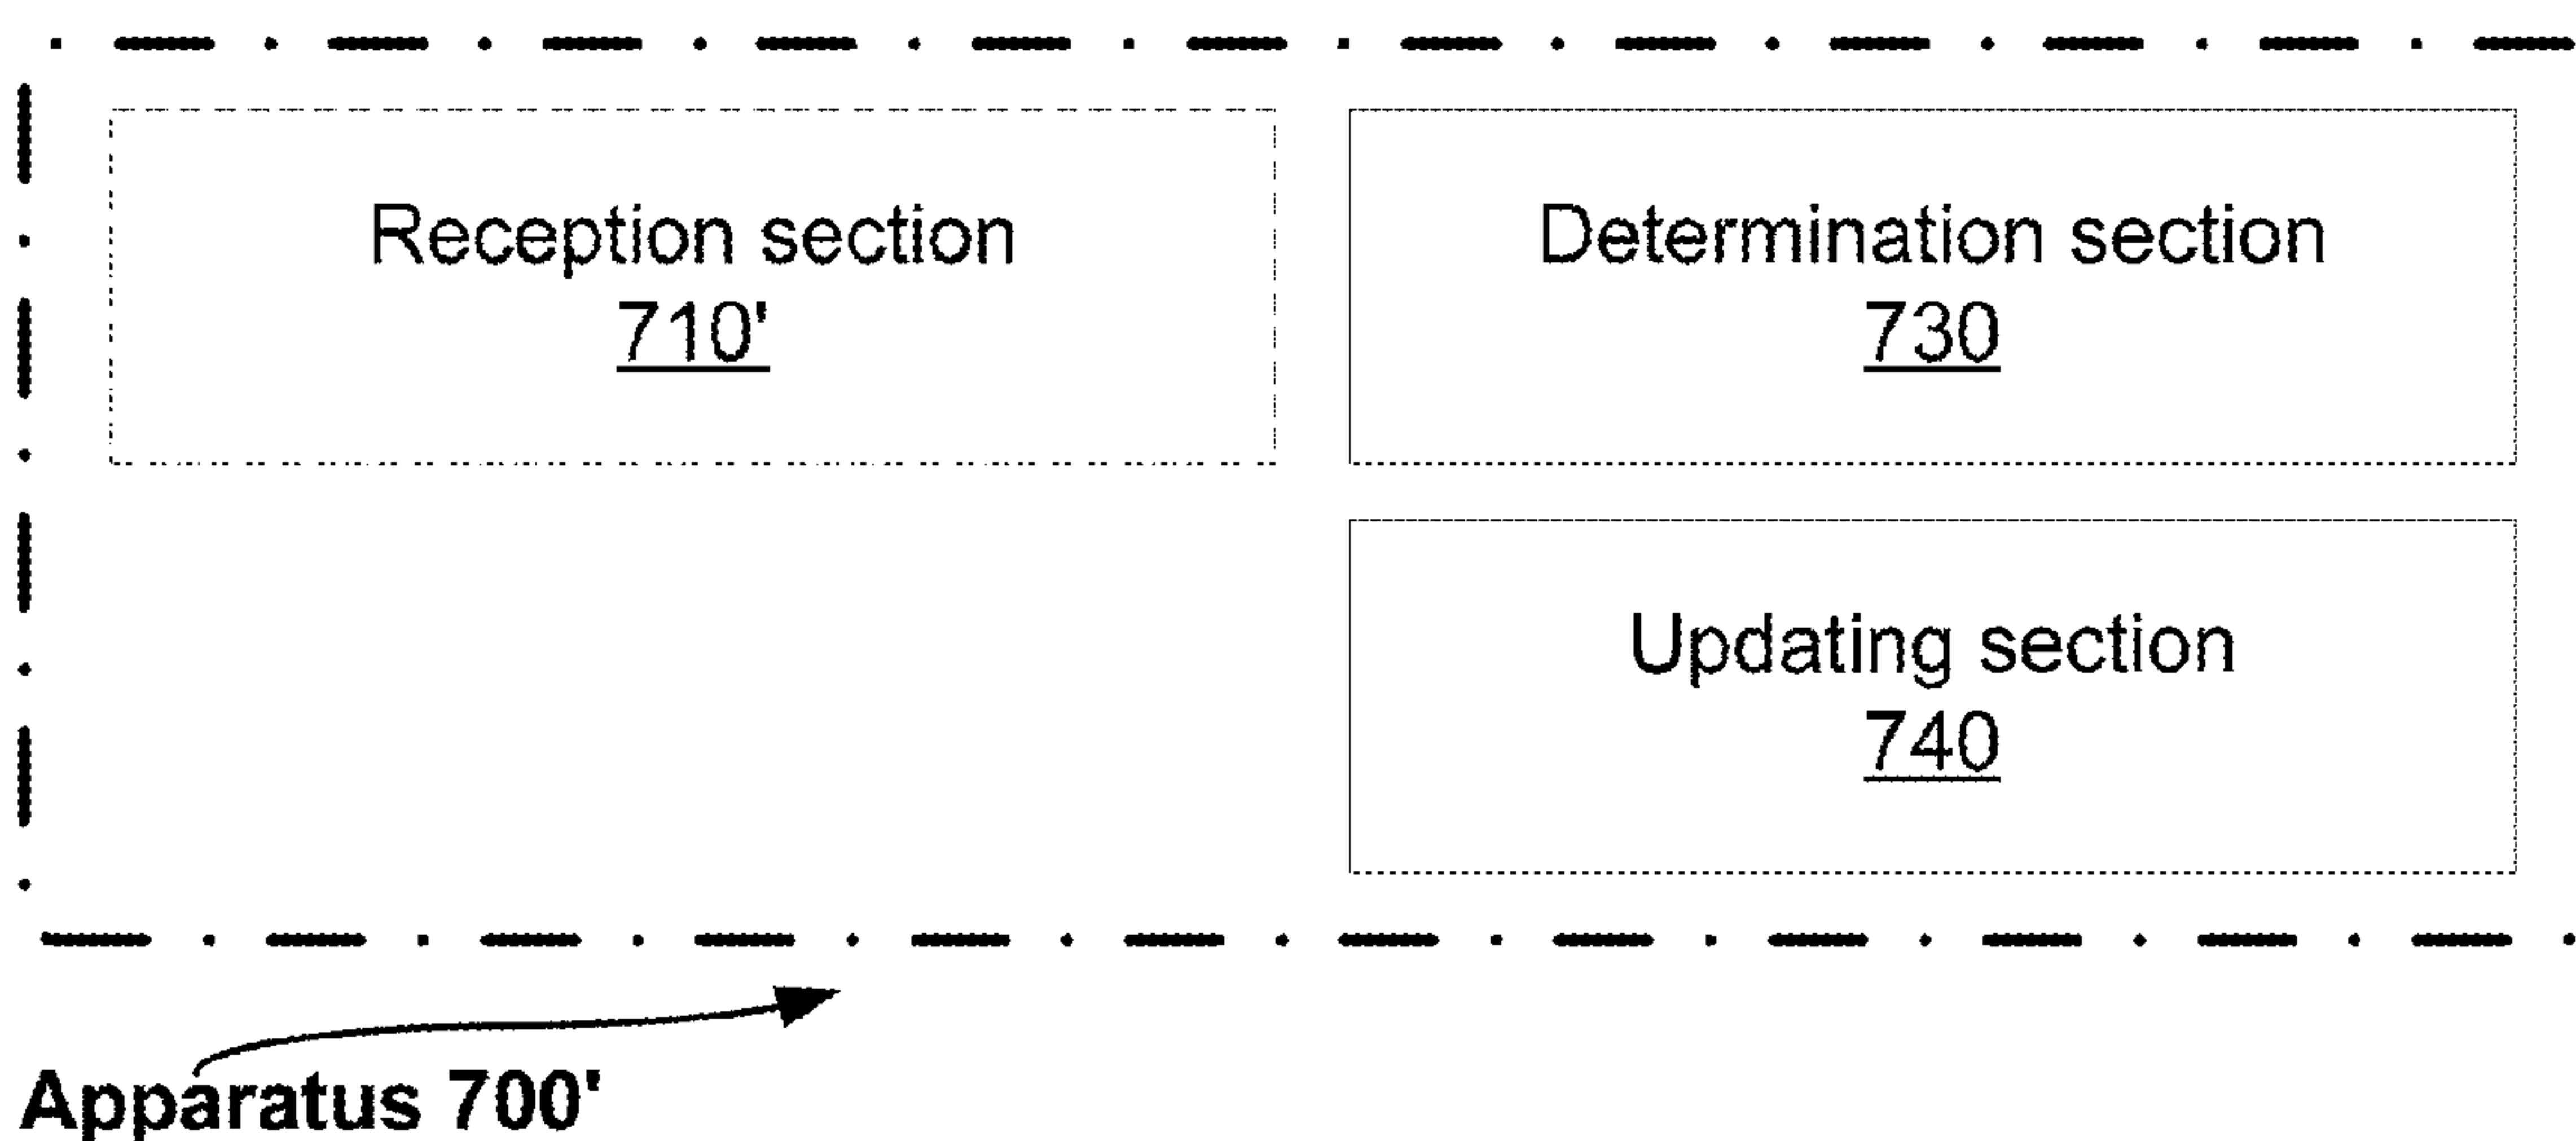 Reception section
710'
Determination section
730
Updating section
740
Apparatus 700'